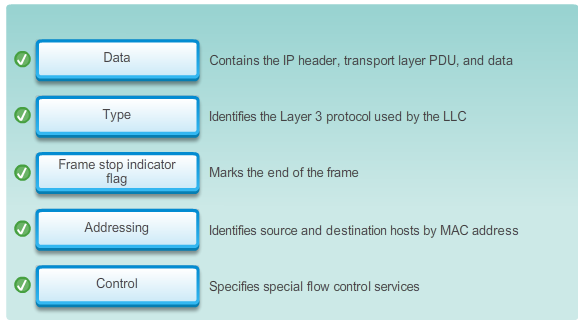 Data
Contains the IP header, transport layer PDU, and data
Type
Identifies the Layer 3 protocol used by the LLC
Frame stop indicator
flag
Marks the end of the frame
Addressing
Identifies source and destination hosts by MAC address
Control
Specifies special flow control services